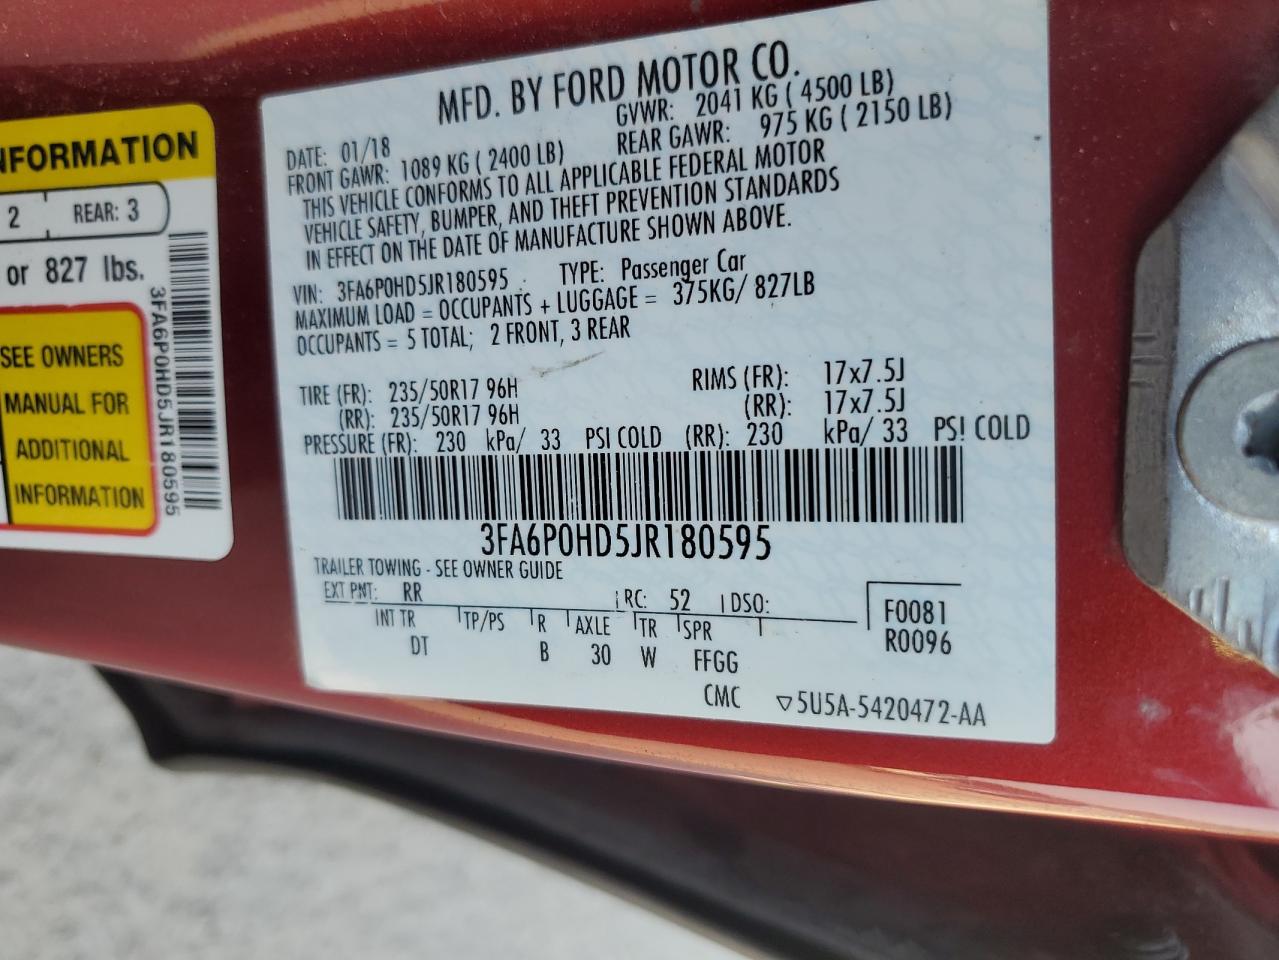 NFORMATION
2 REAR: 3
or 827 lbs.
SEE OWNERS
MANUAL FOR
ADDITIONAL
INFORMATION
3FA6P0HD5JR180595
MFD. BY FORD MOTOR CO.
DATE: 01/18 GVWR: 2041 KG ( 4500 LB)
FRONT GAWR: 1089 KG ( 2400 LB) REAR GAWR: 975 KG ( 2150 LB)
THIS VEHICLE CONFORMS TO ALL APPLICABLE FEDERAL MOTOR
VEHICLE SAFETY, BUMPER, AND THEFT PREVENTION STANDARDS
IN EFFECT ON THE DATE OF MANUFACTURE SHOWN ABOVE.
VIN: 3FA6P0HD5JR180595 TYPE: Passenger Car
MAXIMUM LOAD = OCCUPANTS + LUGGAGE = 375KG/ 827LB
OCCUPANTS = 5 TOTAL; 2 FRONT, 3 REAR
TIRE (FR): 235/50R17 96H RIMS (FR): 17x7.5J
(RR): 235/50R17 96H (RR): 17x7.5J
PRESSURE (FR): 230 kPa/ 33 PSI COLD (RR): 230 kPa/ 33 PSI COLD
3FA6P0HD5JR180595
TRAILER TOWING - SEE OWNER GUIDE
EXT PNT: RR RC: 52 DSO:
INT TR TP/PS R AXLE TR SPR
DT B 30 W FFGG
F0081
R0096
CMC ▽5U5A-5420472-AA